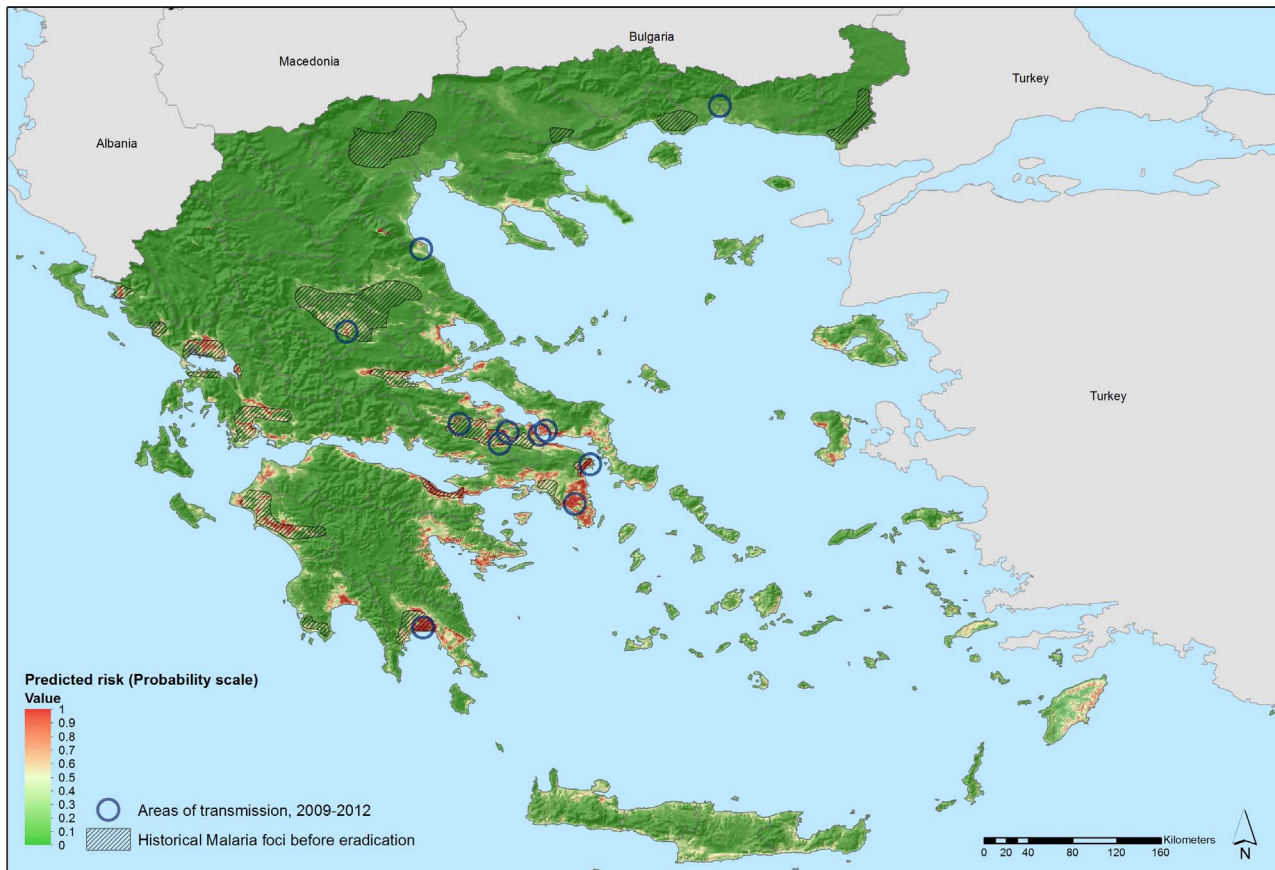 Bulgaria
Macedonia
Turkey
Albania
Turkey
Predicted risk (Probability scale)
Value
1
0.9
0.8
0.7
0.6
0.5
0.4
0.3
0.2
0.1
0
Areas of transmission, 2009-2012
Historical Malaria foci before eradication
Kilometers
0 20 40 80 120 160
N